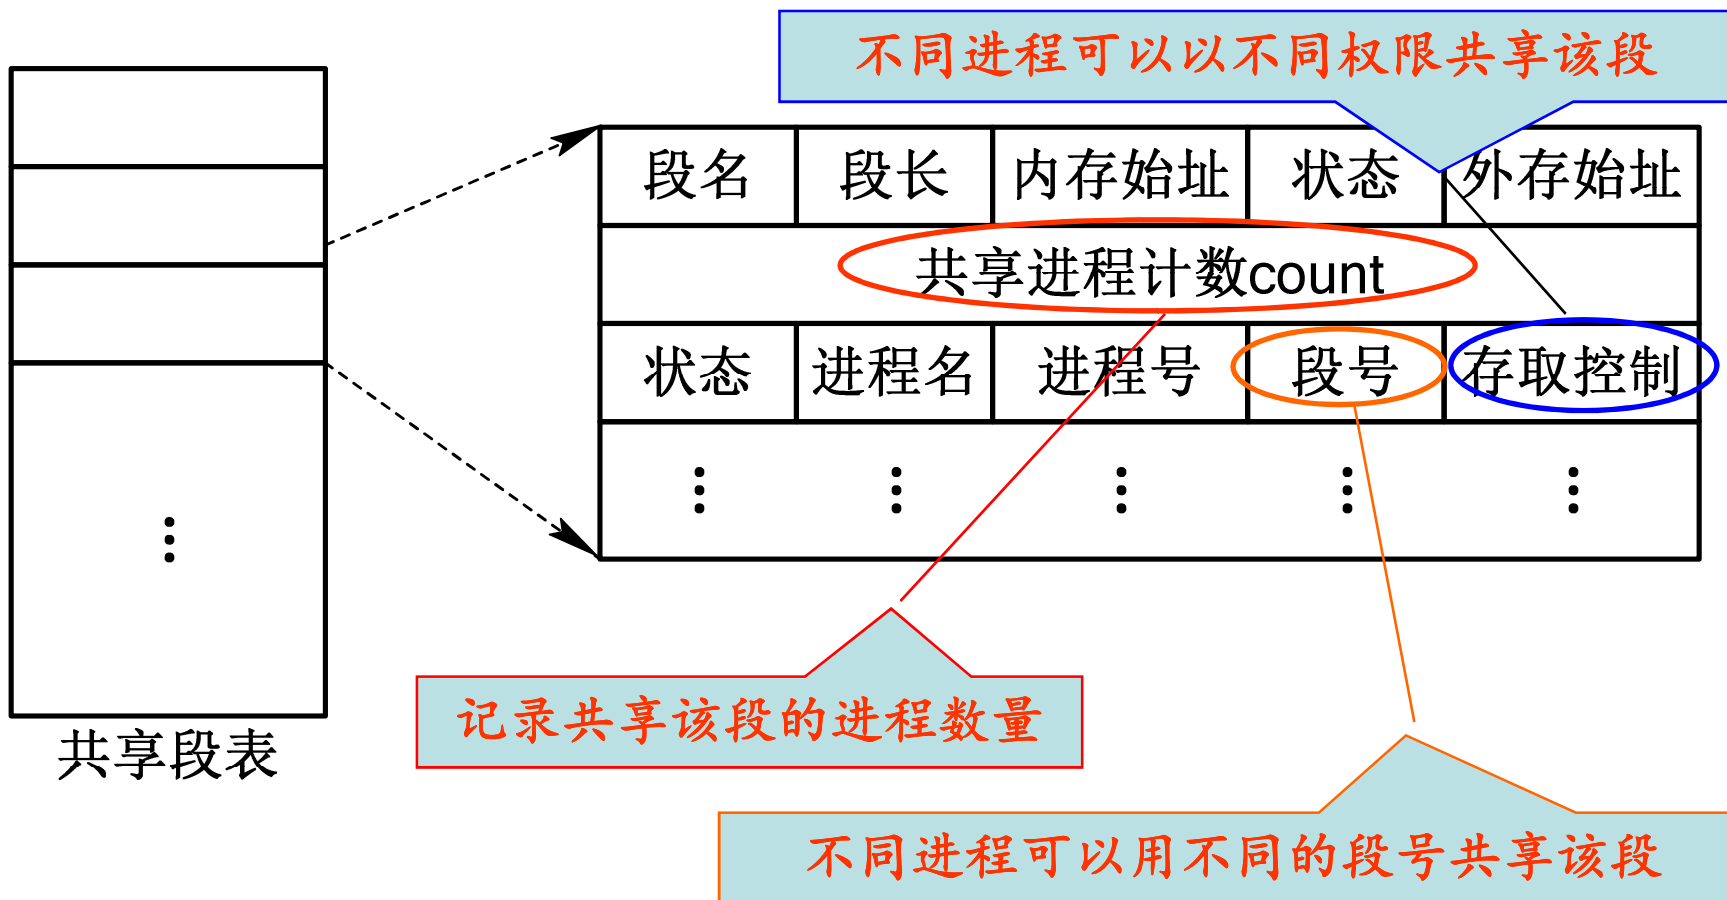 不同进程可以以不同权限共享该段
段名 段长 内存始址 状态 外存始址
共享进程计数count
状态 进程名 进程号 段号 存取控制
记录共享该段的进程数量
共享段表
不同进程可以用不同的段号共享该段